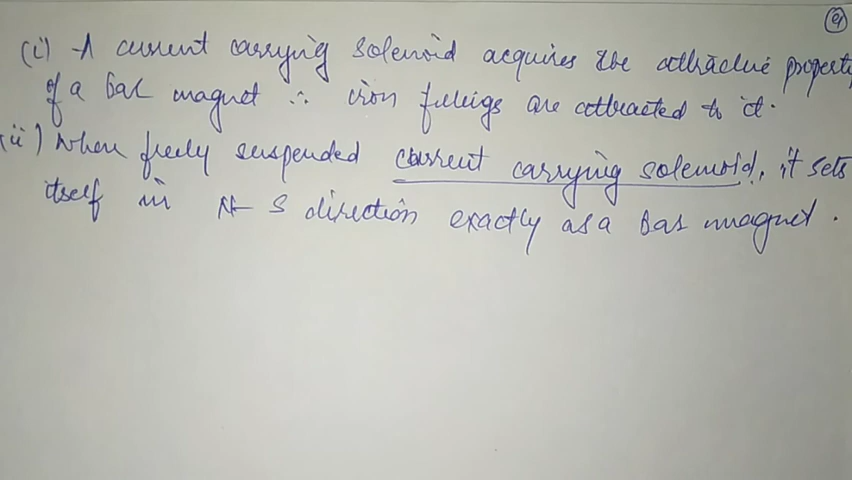 (i) A current carrying solenoid acquires the attractive property
of a bar magnet ∴ iron fillings are attracted to it.
(ii) When freely suspended current carrying solenoid, it sets
itself in N-S direction exactly as a bar magnet.